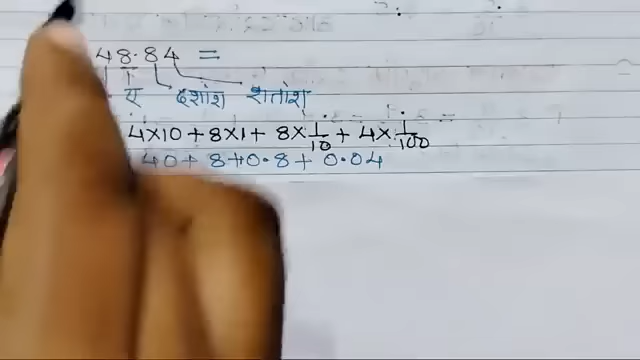 48.84 =
ए दशांश शतांश
4×10 + 8×1 + 8×1/10 + 4×1/100
40 + 8 + 0.8 + 0.04